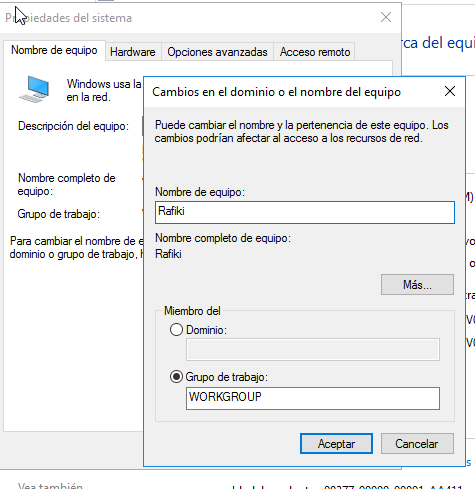 Propiedades del sistema
Nombre de equipo
Hardware
Opciones avanzadas
Acceso remoto
Windows usa la
en la red.
Descripción del equipo:
Nombre completo de
equipo:
Grupo de trabajo:
Para cambiar el nombre de e
dominio o grupo de trabajo, h
Cambios en el dominio o el nombre del equipo
Puede cambiar el nombre y la pertenencia de este equipo. Los
cambios podrían afectar al acceso a los recursos de red.
Nombre de equipo:
Rafiki
Nombre completo de equipo:
Rafiki
Más...
Miembro del
Dominio:
Grupo de trabajo:
WORKGROUP
Aceptar
Cancelar
rca del equi
Vea también